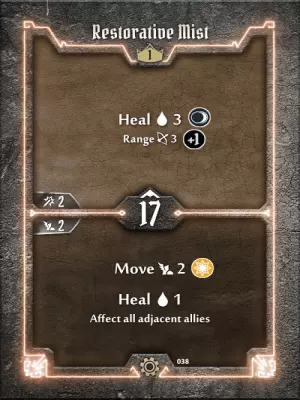 Restorative Mist
1
Heal 3
Range 3 +1
2
17
2
Move 2
Heal 1
Affect all adjacent allies
038